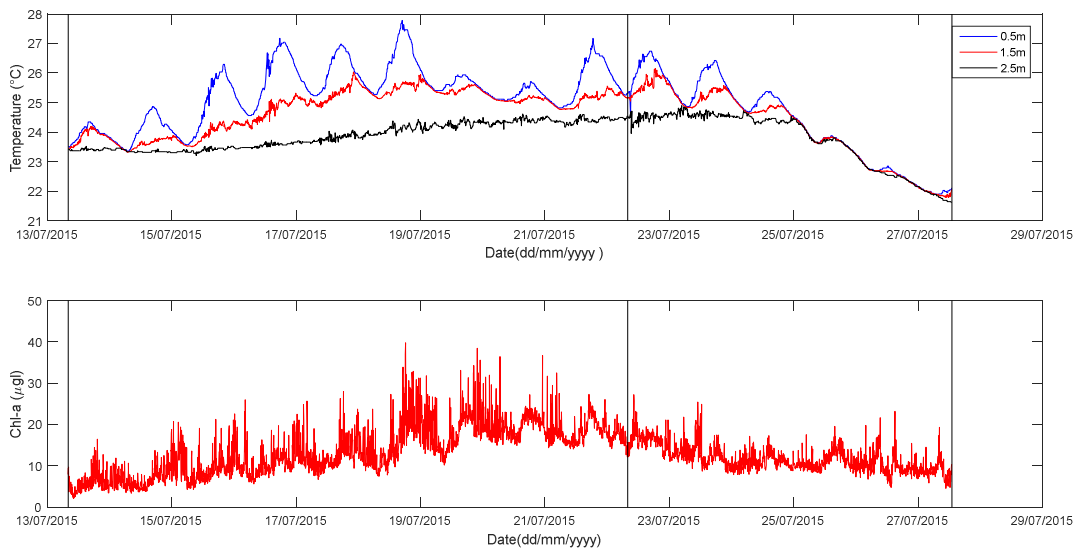 28
27
26
25
24
23
22
21
Temperature (°C)
0.5m
1.5m
2.5m
13/07/2015 15/07/2015 17/07/2015 19/07/2015 21/07/2015 23/07/2015 25/07/2015 27/07/2015 29/07/2015
Date(dd/mm/yyyy )
50
40
30
20
10
0
Chl-a (μgl)
13/07/2015 15/07/2015 17/07/2015 19/07/2015 21/07/2015 23/07/2015 25/07/2015 27/07/2015 29/07/2015
Date(dd/mm/yyyy)